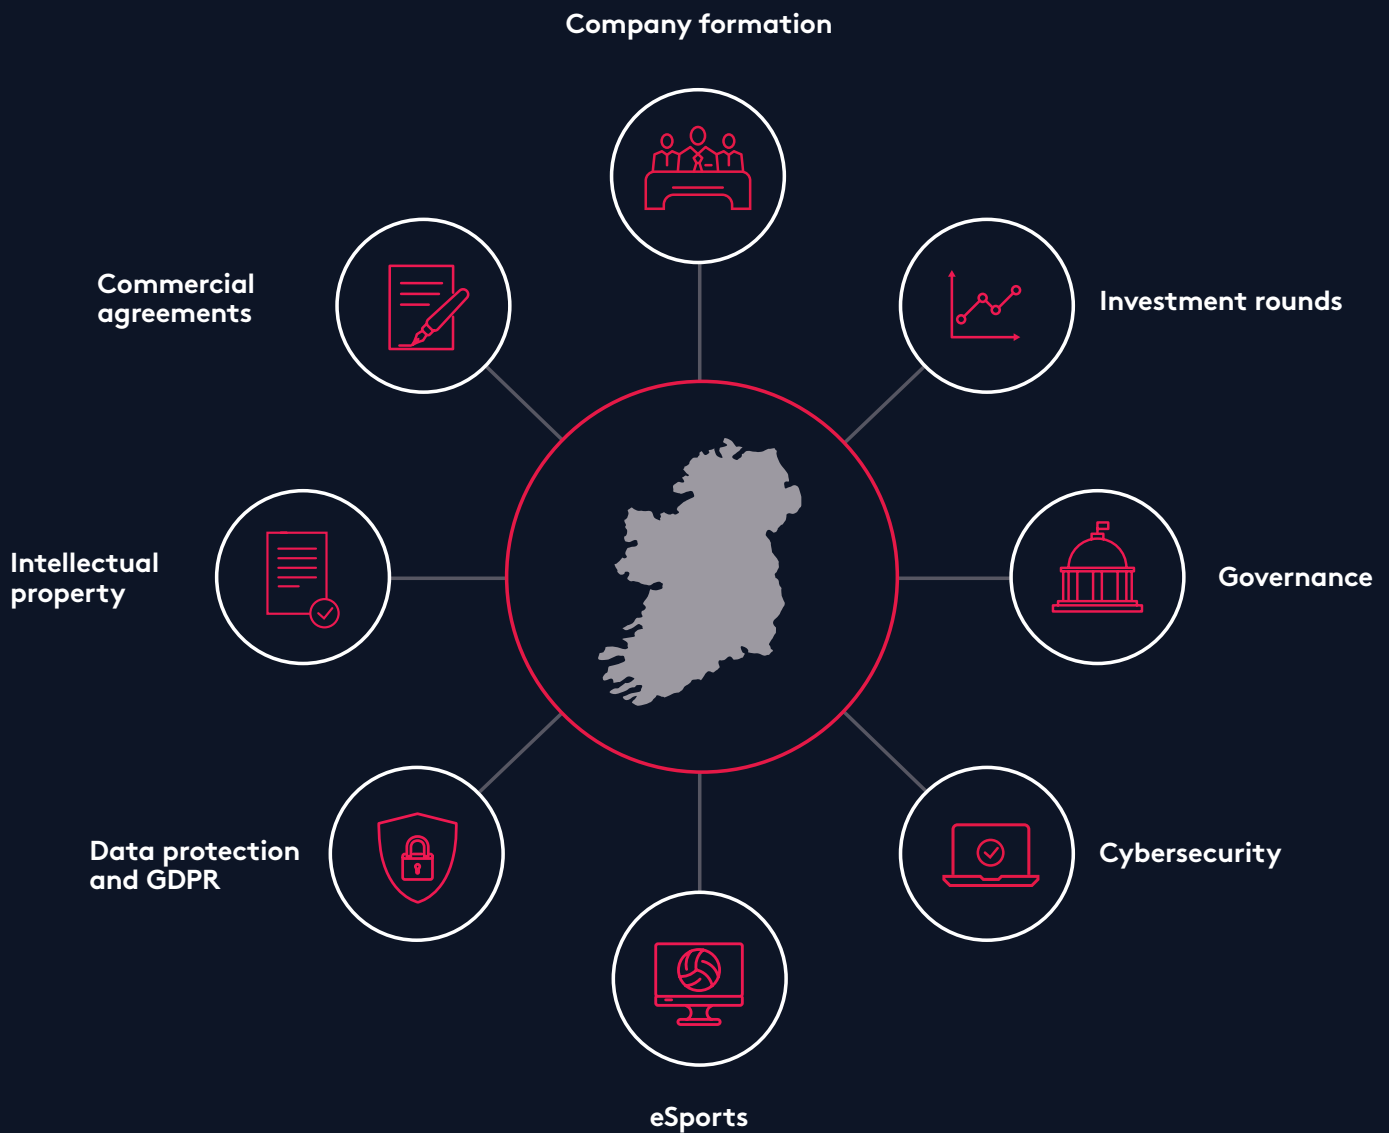 Company formation
Commercial
agreements
Investment rounds
Intellectual
property
Governance
Data protection
and GDPR
Cybersecurity
eSports